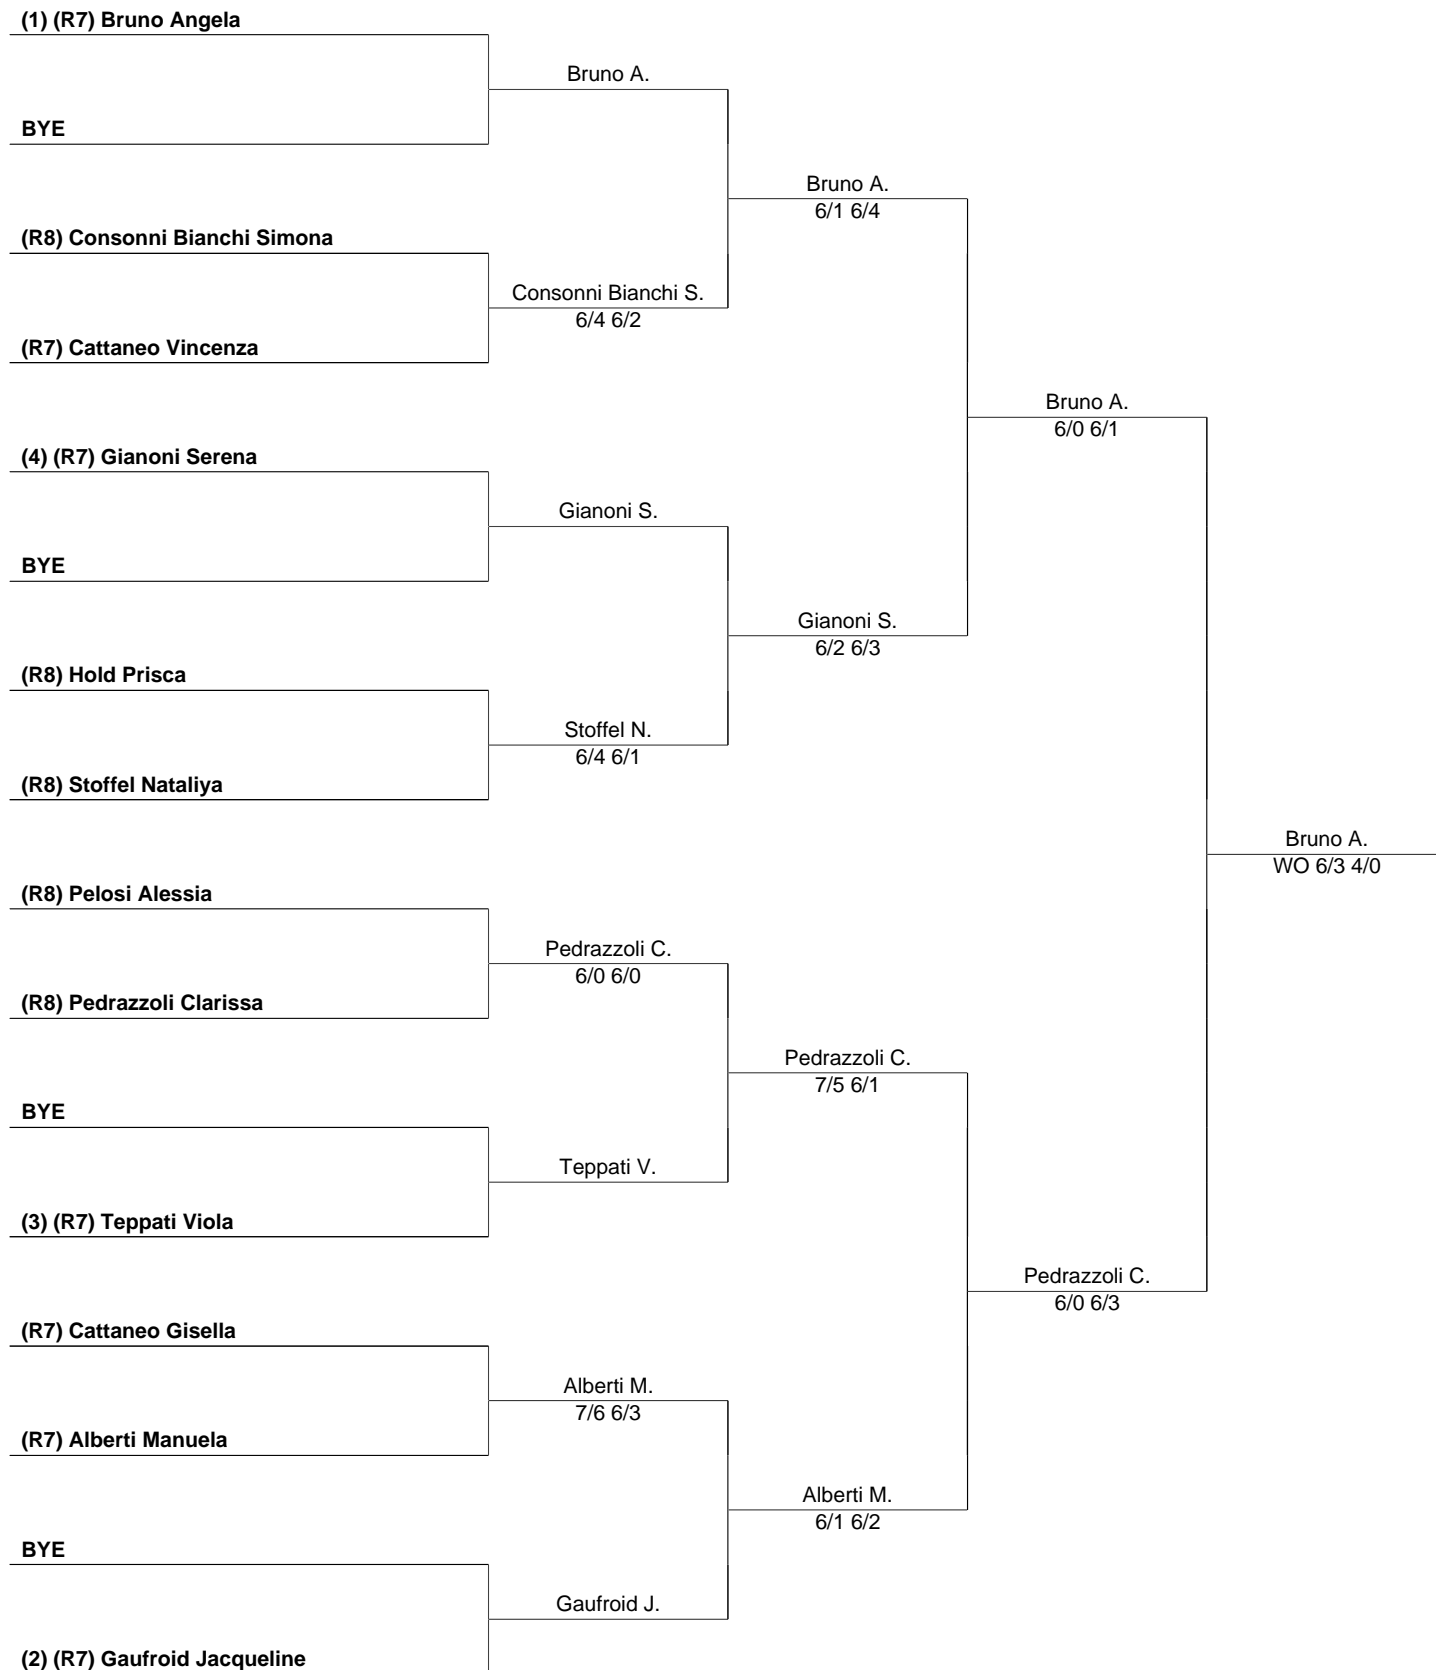 (1) (R7) Bruno Angela
Bruno A.
BYE
Bruno A.
6/1 6/4
(R8) Consonni Bianchi Simona
Consonni Bianchi S.
6/4 6/2
(R7) Cattaneo Vincenza
Bruno A.
6/0 6/1
(4) (R7) Gianoni Serena
Gianoni S.
BYE
Gianoni S.
6/2 6/3
(R8) Hold Prisca
Stoffel N.
6/4 6/1
(R8) Stoffel Nataliya
Bruno A.
WO 6/3 4/0
(R8) Pelosi Alessia
Pedrazzoli C.
6/0 6/0
(R8) Pedrazzoli Clarissa
Pedrazzoli C.
7/5 6/1
BYE
Teppati V.
(3) (R7) Teppati Viola
Pedrazzoli C.
6/0 6/3
(R7) Cattaneo Gisella
Alberti M.
7/6 6/3
(R7) Alberti Manuela
Alberti M.
6/1 6/2
BYE
Gaufroid J.
(2) (R7) Gaufroid Jacqueline